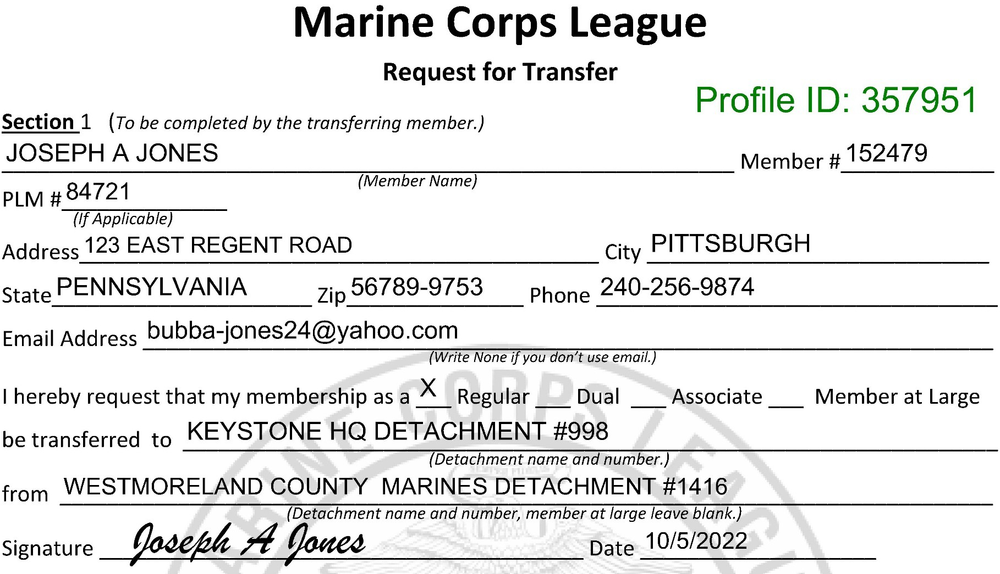 Marine Corps League
Request for Transfer
Profile ID: 357951
Section 1 (To be completed by the transferring member.)
JOSEPH A JONES Member # 152479
(Member Name)
PLM # 84721
(If Applicable)
Address 123 EAST REGENT ROAD City PITTSBURGH
State PENNSYLVANIA Zip 56789-9753 Phone 240-256-9874
Email Address bubba-jones24@yahoo.com
(Write None if you don't use email.)
I hereby request that my membership as a X Regular ___ Dual ___ Associate ___ Member at Large
be transferred to KEYSTONE HQ DETACHMENT #998
(Detachment name and number.)
from WESTMORELAND COUNTY MARINES DETACHMENT #1416
(Detachment name and number, member at large leave blank.)
Signature Joseph A Jones Date 10/5/2022